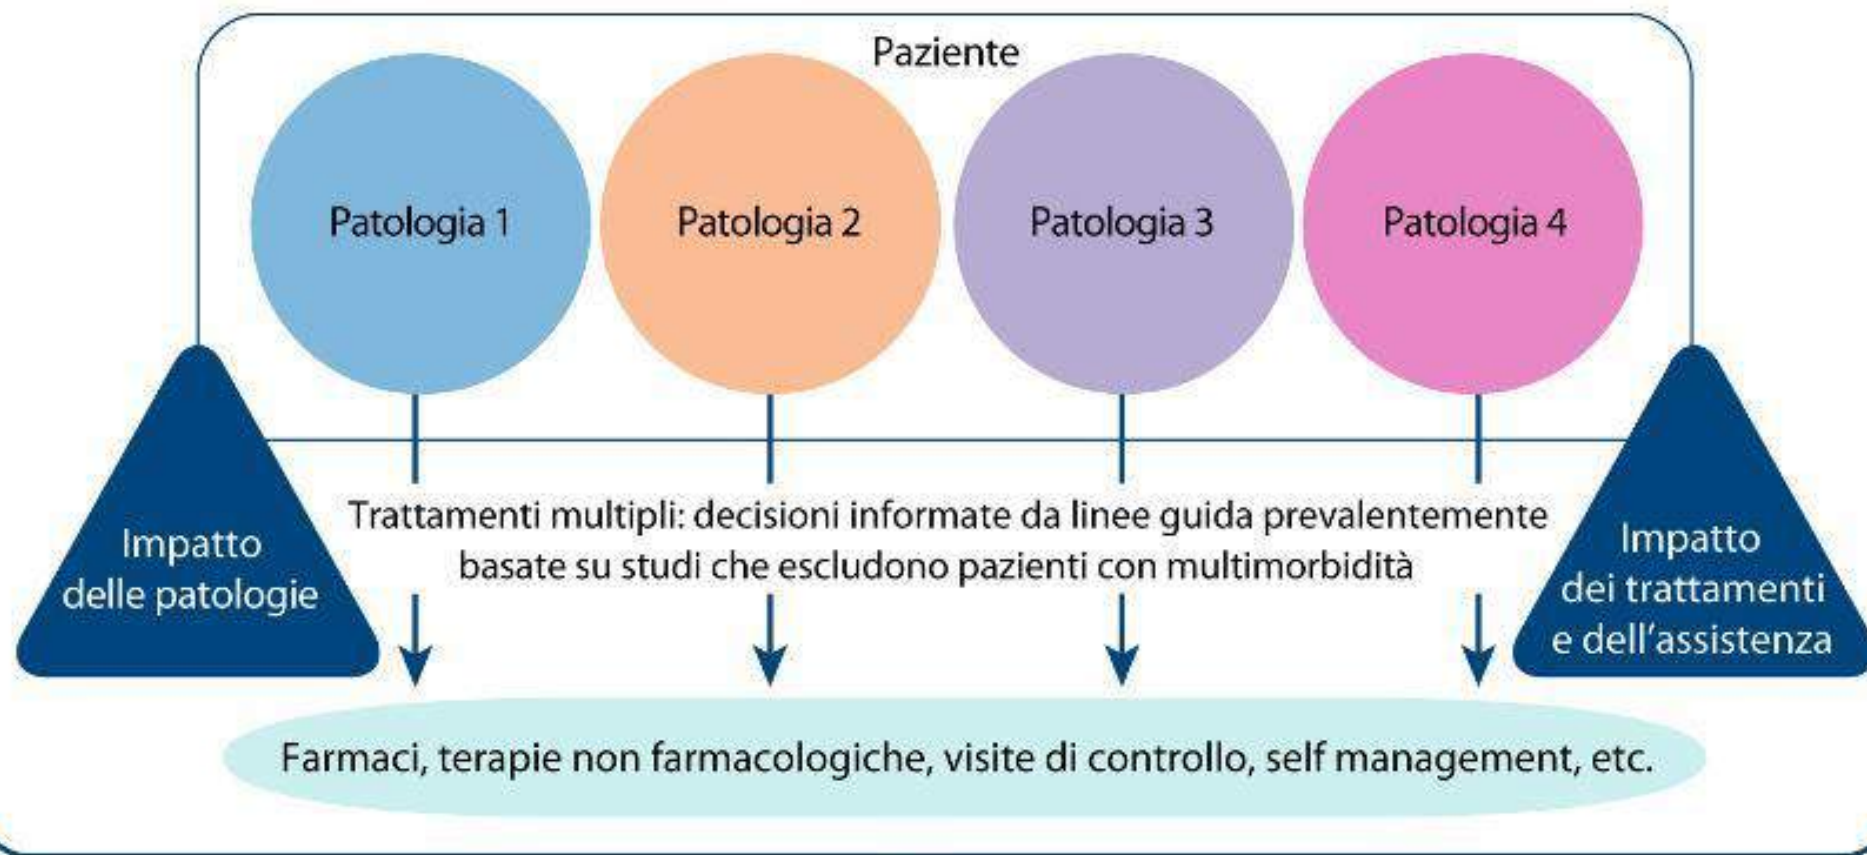 Paziente
Patologia 1
Patologia 2
Patologia 3
Patologia 4
Trattamenti multipli: decisioni informate da linee guida prevalentemente
basate su studi che escludono pazienti con multimorbidità
Impatto
delle patologie
Impatto
dei trattamenti
e dell'assistenza
Farmaci, terapie non farmacologiche, visite di controllo, self management, etc.